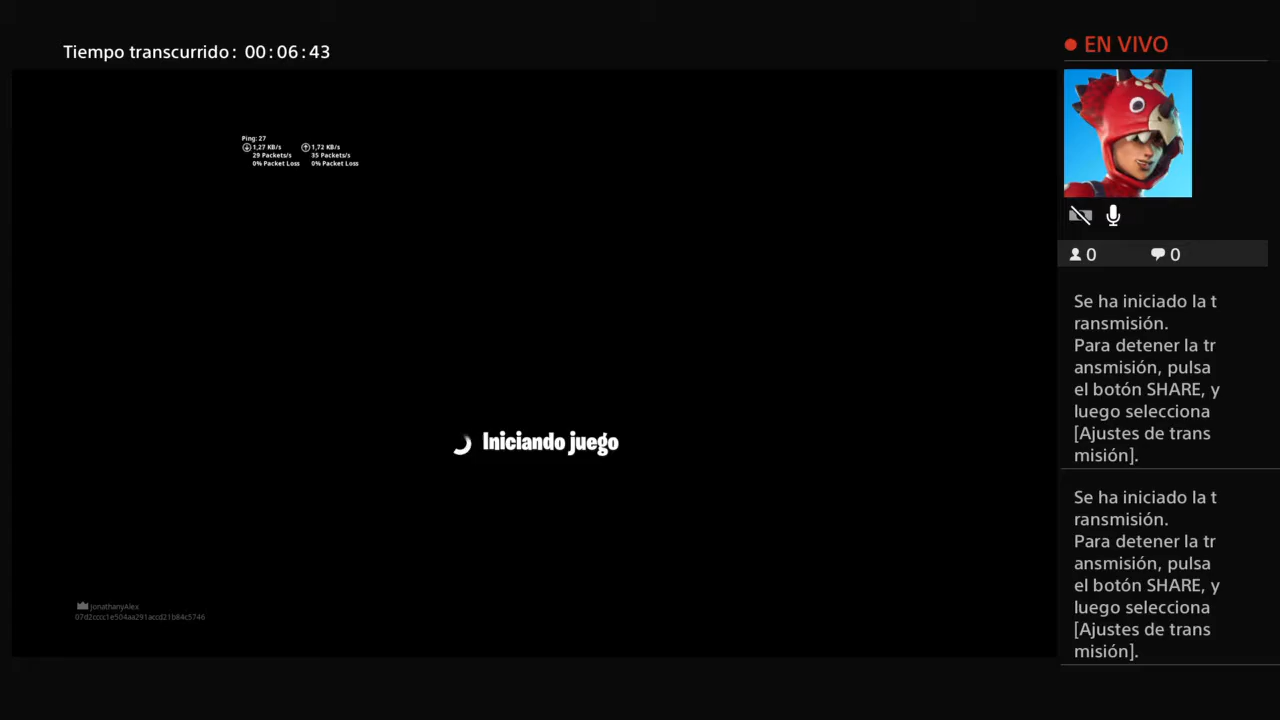 Tiempo transcurrido: 00:06:43
EN VIVO
Ping: 27
1,27 KB/s 1,72 KB/s
29 Packets/s 35 Packets/s
0% Packet Loss 0% Packet Loss
0 0
Se ha iniciado la t
ransmisión.
Para detener la tr
ansmisión, pulsa
el botón SHARE, y
luego selecciona
[Ajustes de trans
misión].
Iniciando juego
Se ha iniciado la t
ransmisión.
Para detener la tr
ansmisión, pulsa
el botón SHARE, y
luego selecciona
[Ajustes de trans
misión].
jonathanyAlex